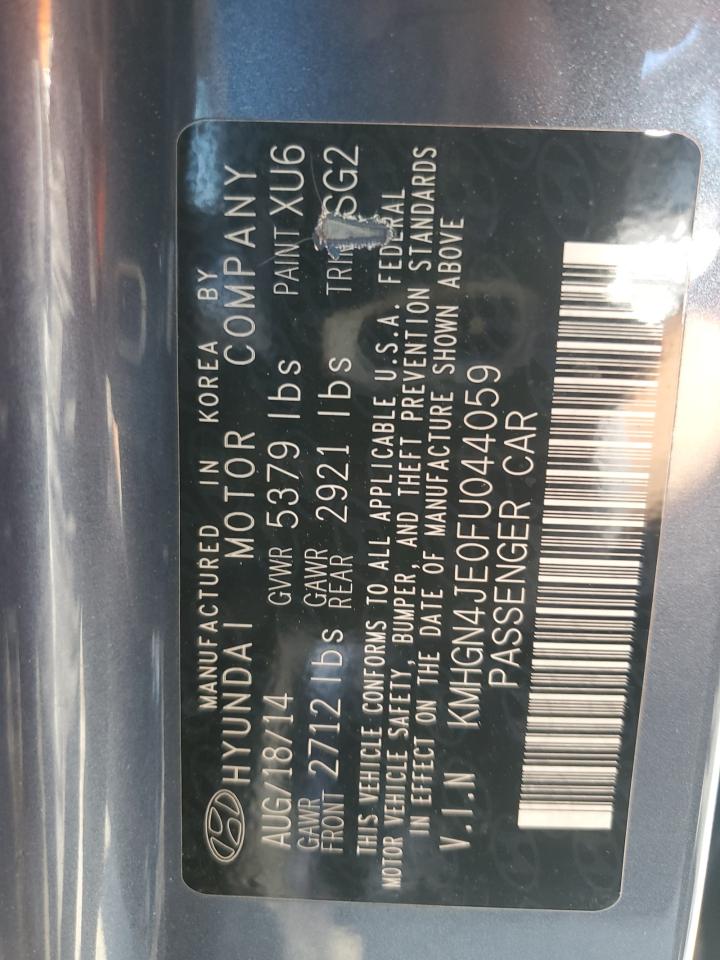 MANUFACTURED IN KOREA BY
HYUNDAI MOTOR COMPANY
AUG/18/14 GVWR 5379 lbs PAINT XU6
GAWR FRONT 2712 lbs GAWR REAR 2921 lbs SG2
THIS VEHICLE CONFORMS TO ALL APPLICABLE U.S.A. FEDERAL
MOTOR VEHICLE SAFETY, BUMPER, AND THEFT PREVENTION STANDARDS
IN EFFECT ON THE DATE OF MANUFACTURE SHOWN ABOVE
V.I.N KMHGN4JE0FU044059
PASSENGER CAR